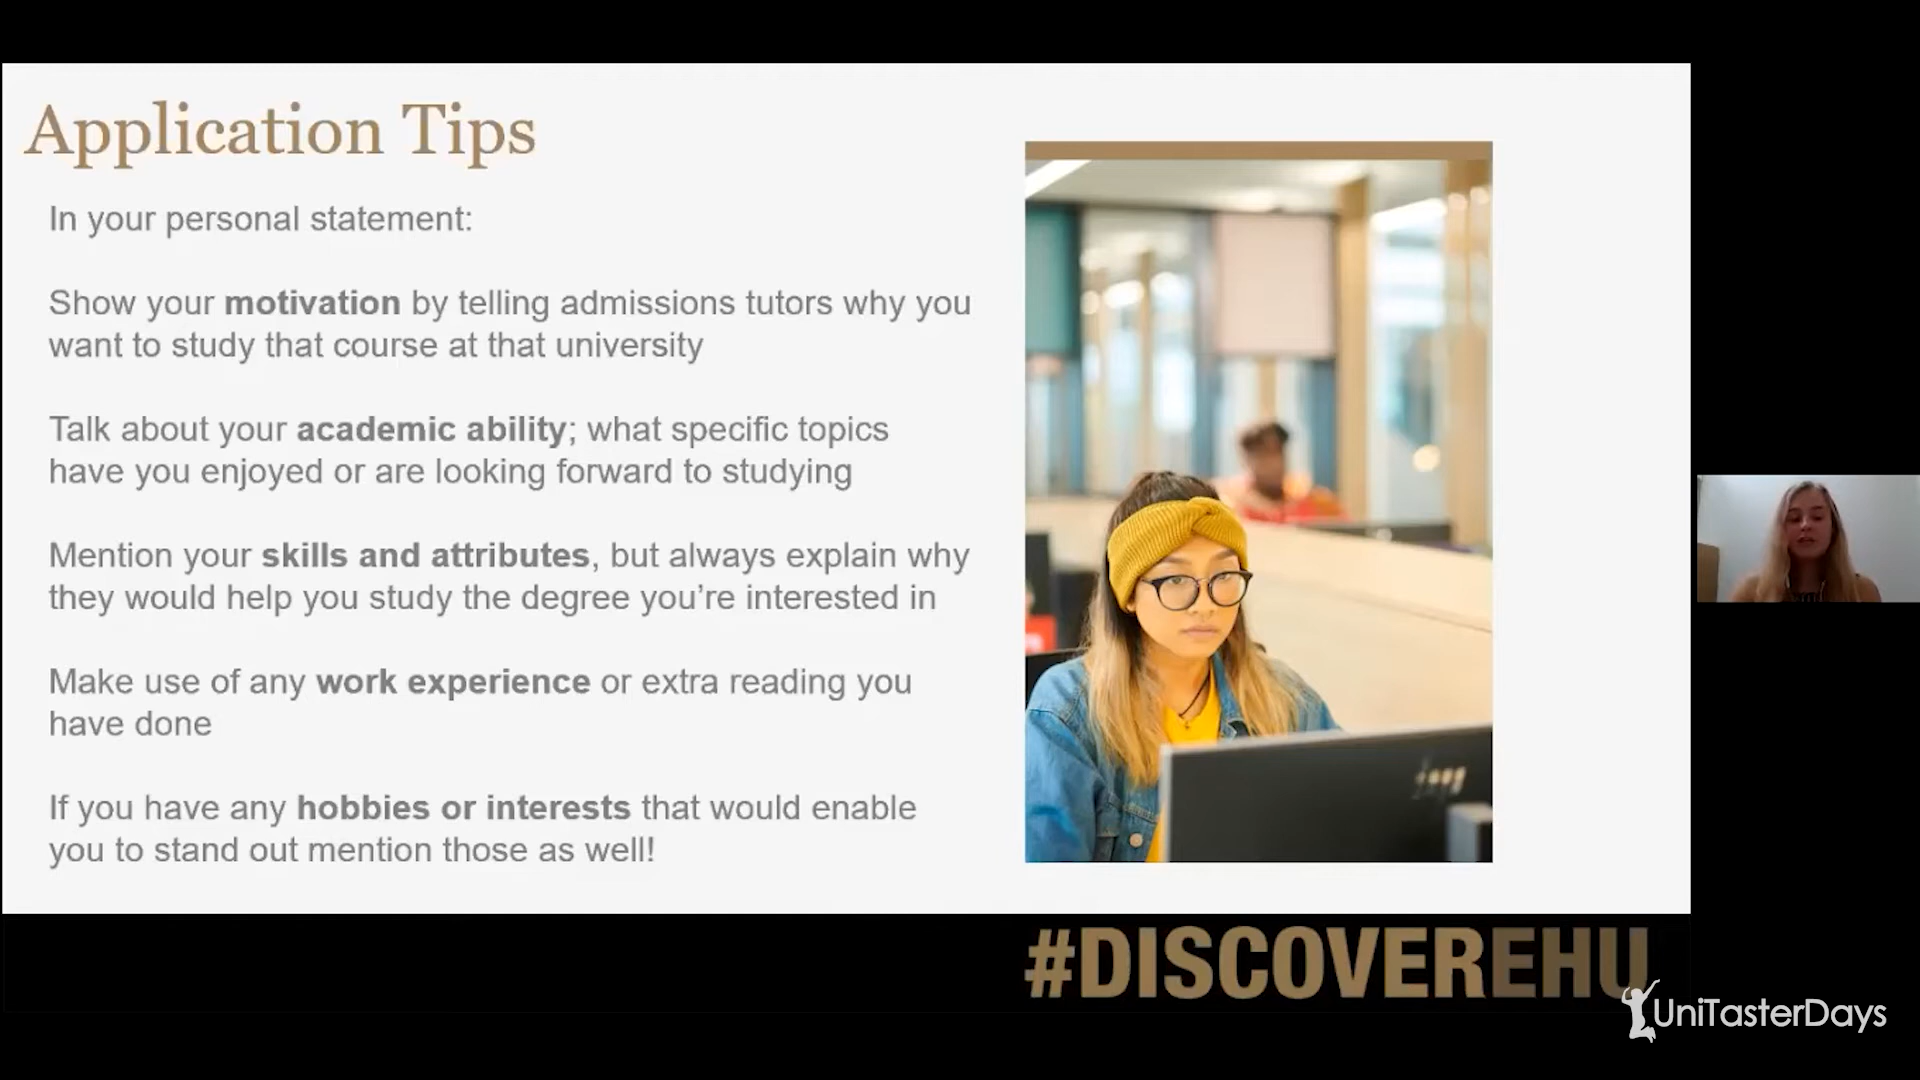 Application Tips
In your personal statement:
Show your motivation by telling admissions tutors why you
want to study that course at that university
Talk about your academic ability; what specific topics
have you enjoyed or are looking forward to studying
Mention your skills and attributes, but always explain why
they would help you study the degree you’re interested in
Make use of any work experience or extra reading you
have done
If you have any hobbies or interests that would enable
you to stand out mention those as well!
#DISCOVEREHU
UniTasterDays